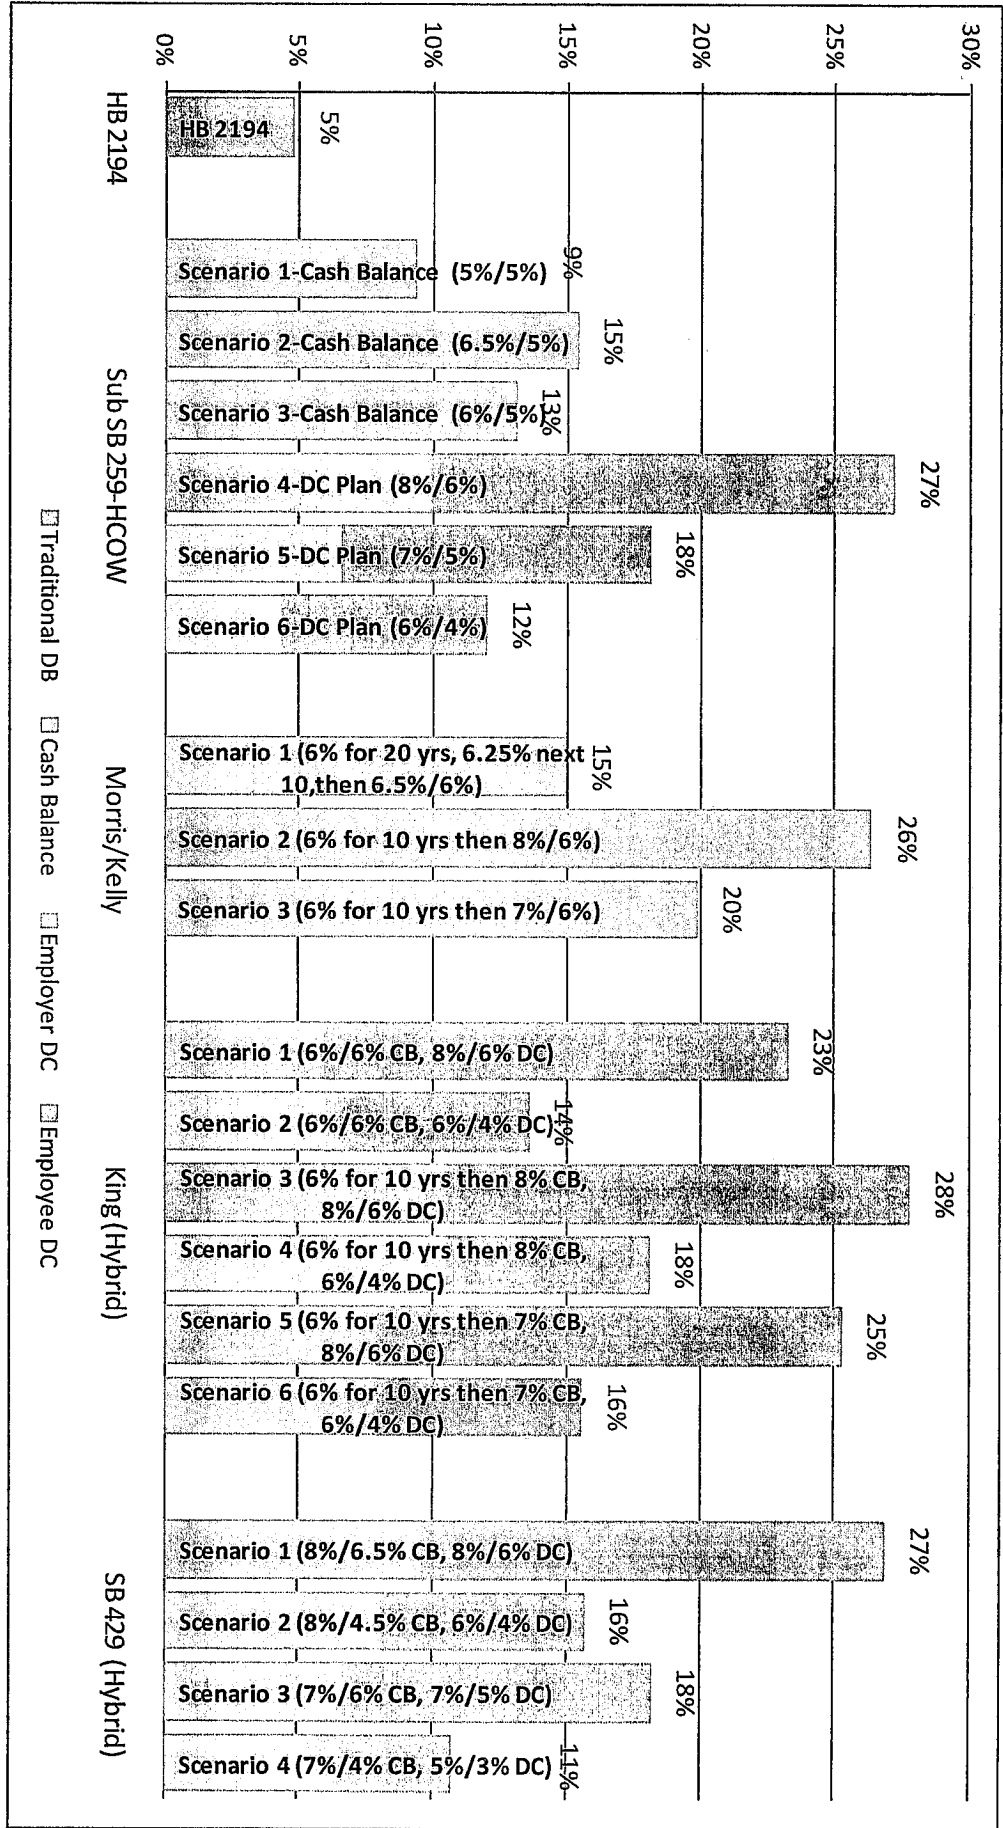 30%
25%
20%
15%
10%
5%
0%
5%
HB 2194
HB 2194
9%
Scenario 1-Cash Balance (5%/5%)
15%
Scenario 2-Cash Balance (6.5%/5%)
13%
Scenario 3-Cash Balance (6%/5%)
27%
Scenario 4-DC Plan (8%/6%)
18%
Scenario 5-DC Plan (7%/5%)
12%
Scenario 6-DC Plan (6%/4%)
Sub SB 259-HCOW
15%
Scenario 1 (6% for 20 yrs, 6.25% next
10,then 6.5%/6%)
26%
Scenario 2 (6% for 10 yrs then 8%/6%)
20%
Scenario 3 (6% for 10 yrs then 7%/6%)
Morris/Kelly
23%
Scenario 1 (6%/6% CB, 8%/6% DC)
14%
Scenario 2 (6%/6% CB, 6%/4% DC)
28%
Scenario 3 (6% for 10 yrs then 8% CB,
8%/6% DC)
18%
Scenario 4 (6% for 10 yrs then 8% CB,
6%/4% DC)
25%
Scenario 5 (6% for 10 yrs then 7% CB,
8%/6% DC)
16%
Scenario 6 (6% for 10 yrs then 7% CB,
6%/4% DC)
King (Hybrid)
27%
Scenario 1 (8%/6.5% CB, 8%/6% DC)
16%
Scenario 2 (8%/4.5% CB, 6%/4% DC)
18%
Scenario 3 (7%/6% CB, 7%/5% DC)
11%
Scenario 4 (7%/4% CB, 5%/3% DC)
SB 429 (Hybrid)
Traditional DB
Cash Balance
Employer DC
Employee DC